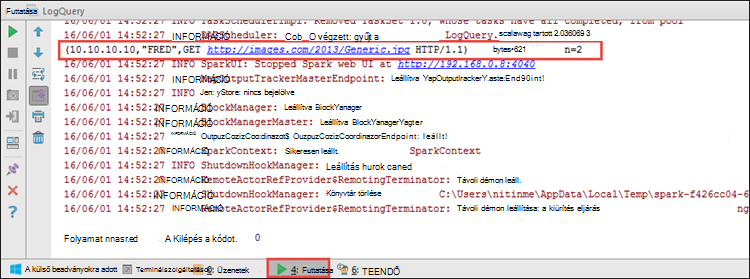 Futtatása LogQuery
16/06/01 14:52:27 INFORMÁCIÓ TaskSchedulerImpl: Removed TaskSet 1.0, whose tasks have all completed, from pool
16/06/01 14:52:27 INFORMÁCIÓ Cob_O végzett: gyűjt a LogQuery. scalawag tartott 2.036069 3
(10.10.10.10,"FRED",GET http://images.com/2013/Generic.jpg HTTP/1.1) bytes=621 n=2
16/06/01 14:52:27 INFO SparkUI: Stopped Spark web UI at http://192.168.0.8:4040
16/06/01 14:52:27 INFORMÁCIÓ OutputTrackerMasterEndpoint: Leállítva YapOutputIrackerY.aste:End90int!
16/06/01 14:52:27 INFO Jen: yStore: nincs bejelölve
16/06/01 14:52:27 INFORMÁCIÓ BlockManager: Leállítva BlockYanager
16/06/01 14:52:27 INFORMÁCIÓ BlockManagerMaster: Leállítva BlockManagerYagter
16/06/01 14:52:27 INFORMÁCIÓ OutpuzCozizCoo:dinazot$ OuzpuzCozizCoordinazorEndpoint: leállt!
16/06/01 14:52:27 INFORMÁCIÓ SparkContext: Sikeresen leállt. SparkContext
16/06/01 14:52:27 INFO ShutdownHookManager: Leállítás hurok caned
16/06/01 14:52:27 INFORMÁCIÓ RemoteActorRefProvider$RemotingTerminator: Távoli démon leáll.
16/06/01 14:52:27 INFORMÁCIÓ ShutdownHookManager: Könyvtár törlése C:\Users\nitinme\AppData\Local\Temp\spark-f426cc04-6
16/06/01 14:52:27 INFORMÁCIÓ RemoteActorRefProvider$RemotingTerminator: Távoli démon leállítása: a kiürítés eljárás ng
Folyamat nnasr.ed A Kilépés a kódot. 0
A külső beadványokra adott Terminélszolgéltetéseo 0: Üzenetek 4: Futtatása 6: TEENDŐ